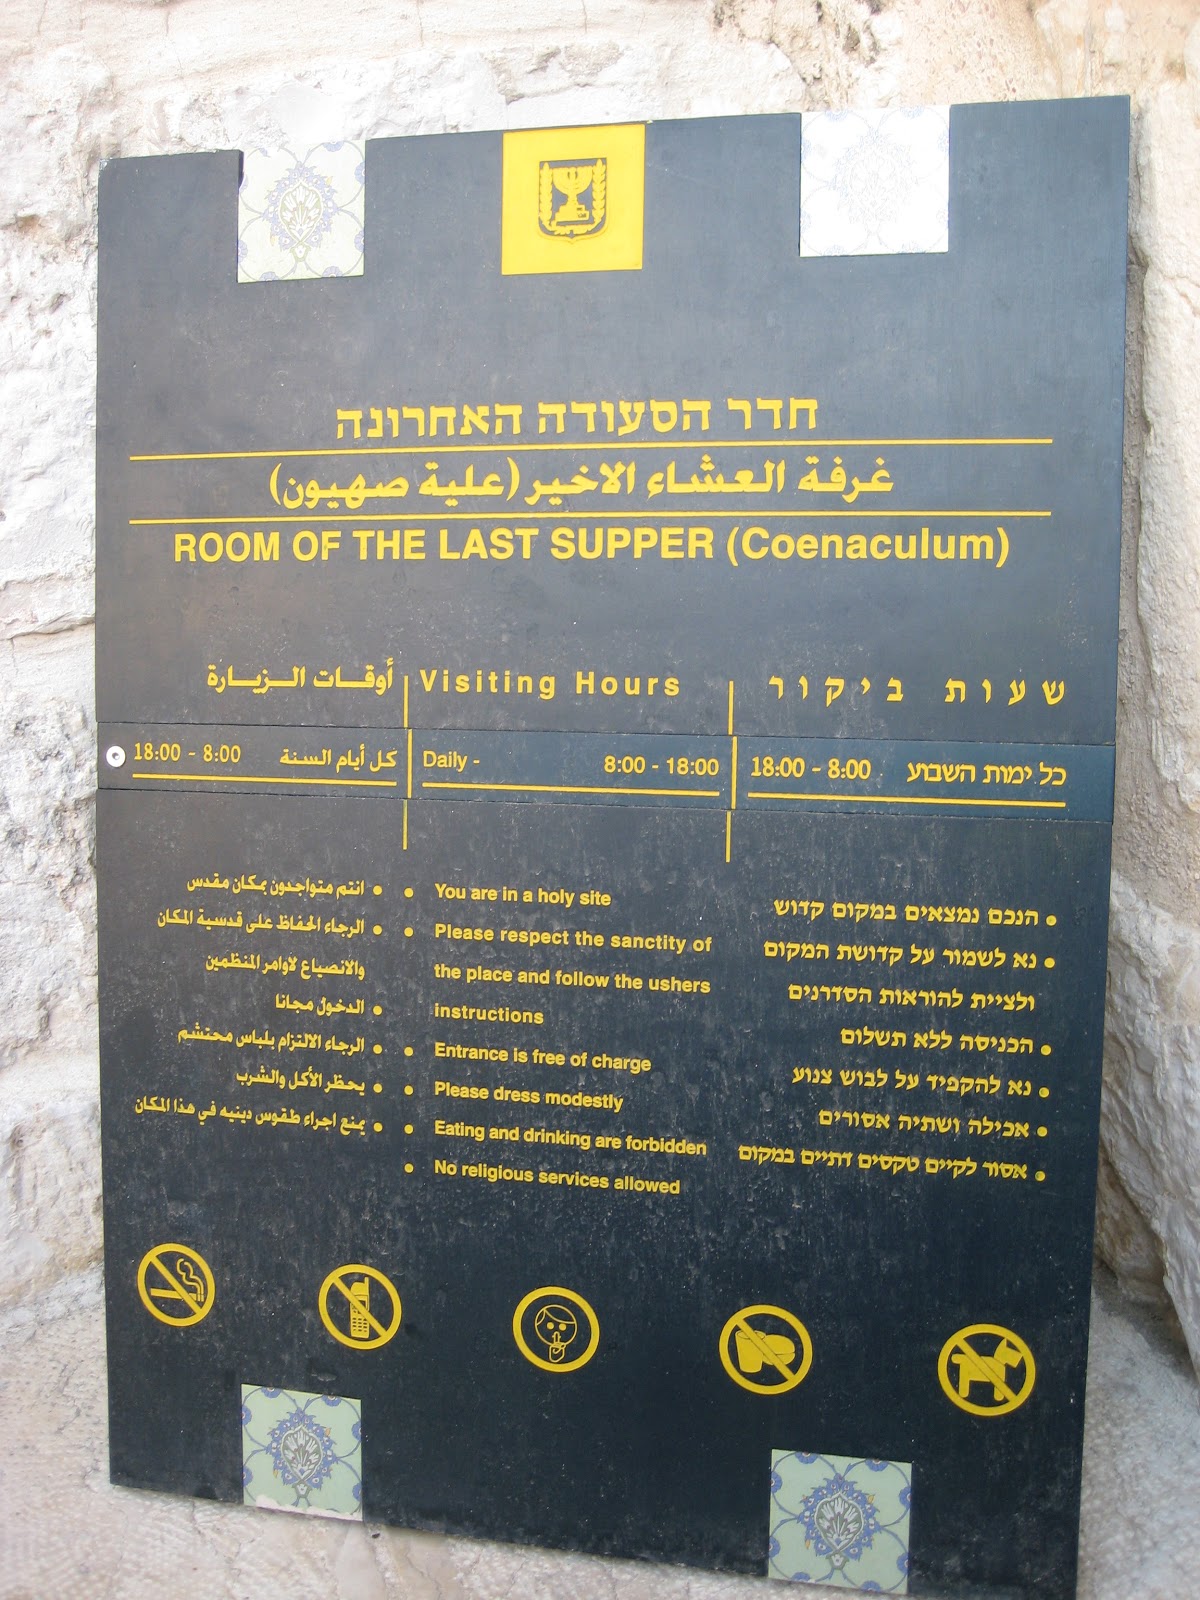 חדר הסעודה האחרונה
غرفة العشاء الاخير (علية صهيون)
ROOM OF THE LAST SUPPER (Coenaculum)
أوقات الزيارة
18:00 - 8:00 كل أيام السنة
Visiting Hours
Daily - 8:00 - 18:00
שעות ביקור
כל ימות השבוע 8:00 - 18:00
• انتم متواجدون بمكان مقدس
• الرجاء الحفاظ على قدسية المكان
والانصياع لاوامر المنظمين
• الدخول مجانا
• الرجاء الالتزام بلباس محتشم
• يحظر الأكل والشرب
• يمنع اجراء طقوس دينيه في هذا المكان
• You are in a holy site
• Please respect the sanctity of
the place and follow the ushers
instructions
• Entrance is free of charge
• Please dress modestly
• Eating and drinking are forbidden
• No religious services allowed
• הנכם נמצאים במקום קדוש
• נא לשמור על קדושת המקום
ולציית להוראות הסדרנים
• הכניסה ללא תשלום
• נא להקפיד על לבוש צנוע
• אכילה ושתיה אסורים
• אסור לקיים טקסים דתיים במקום